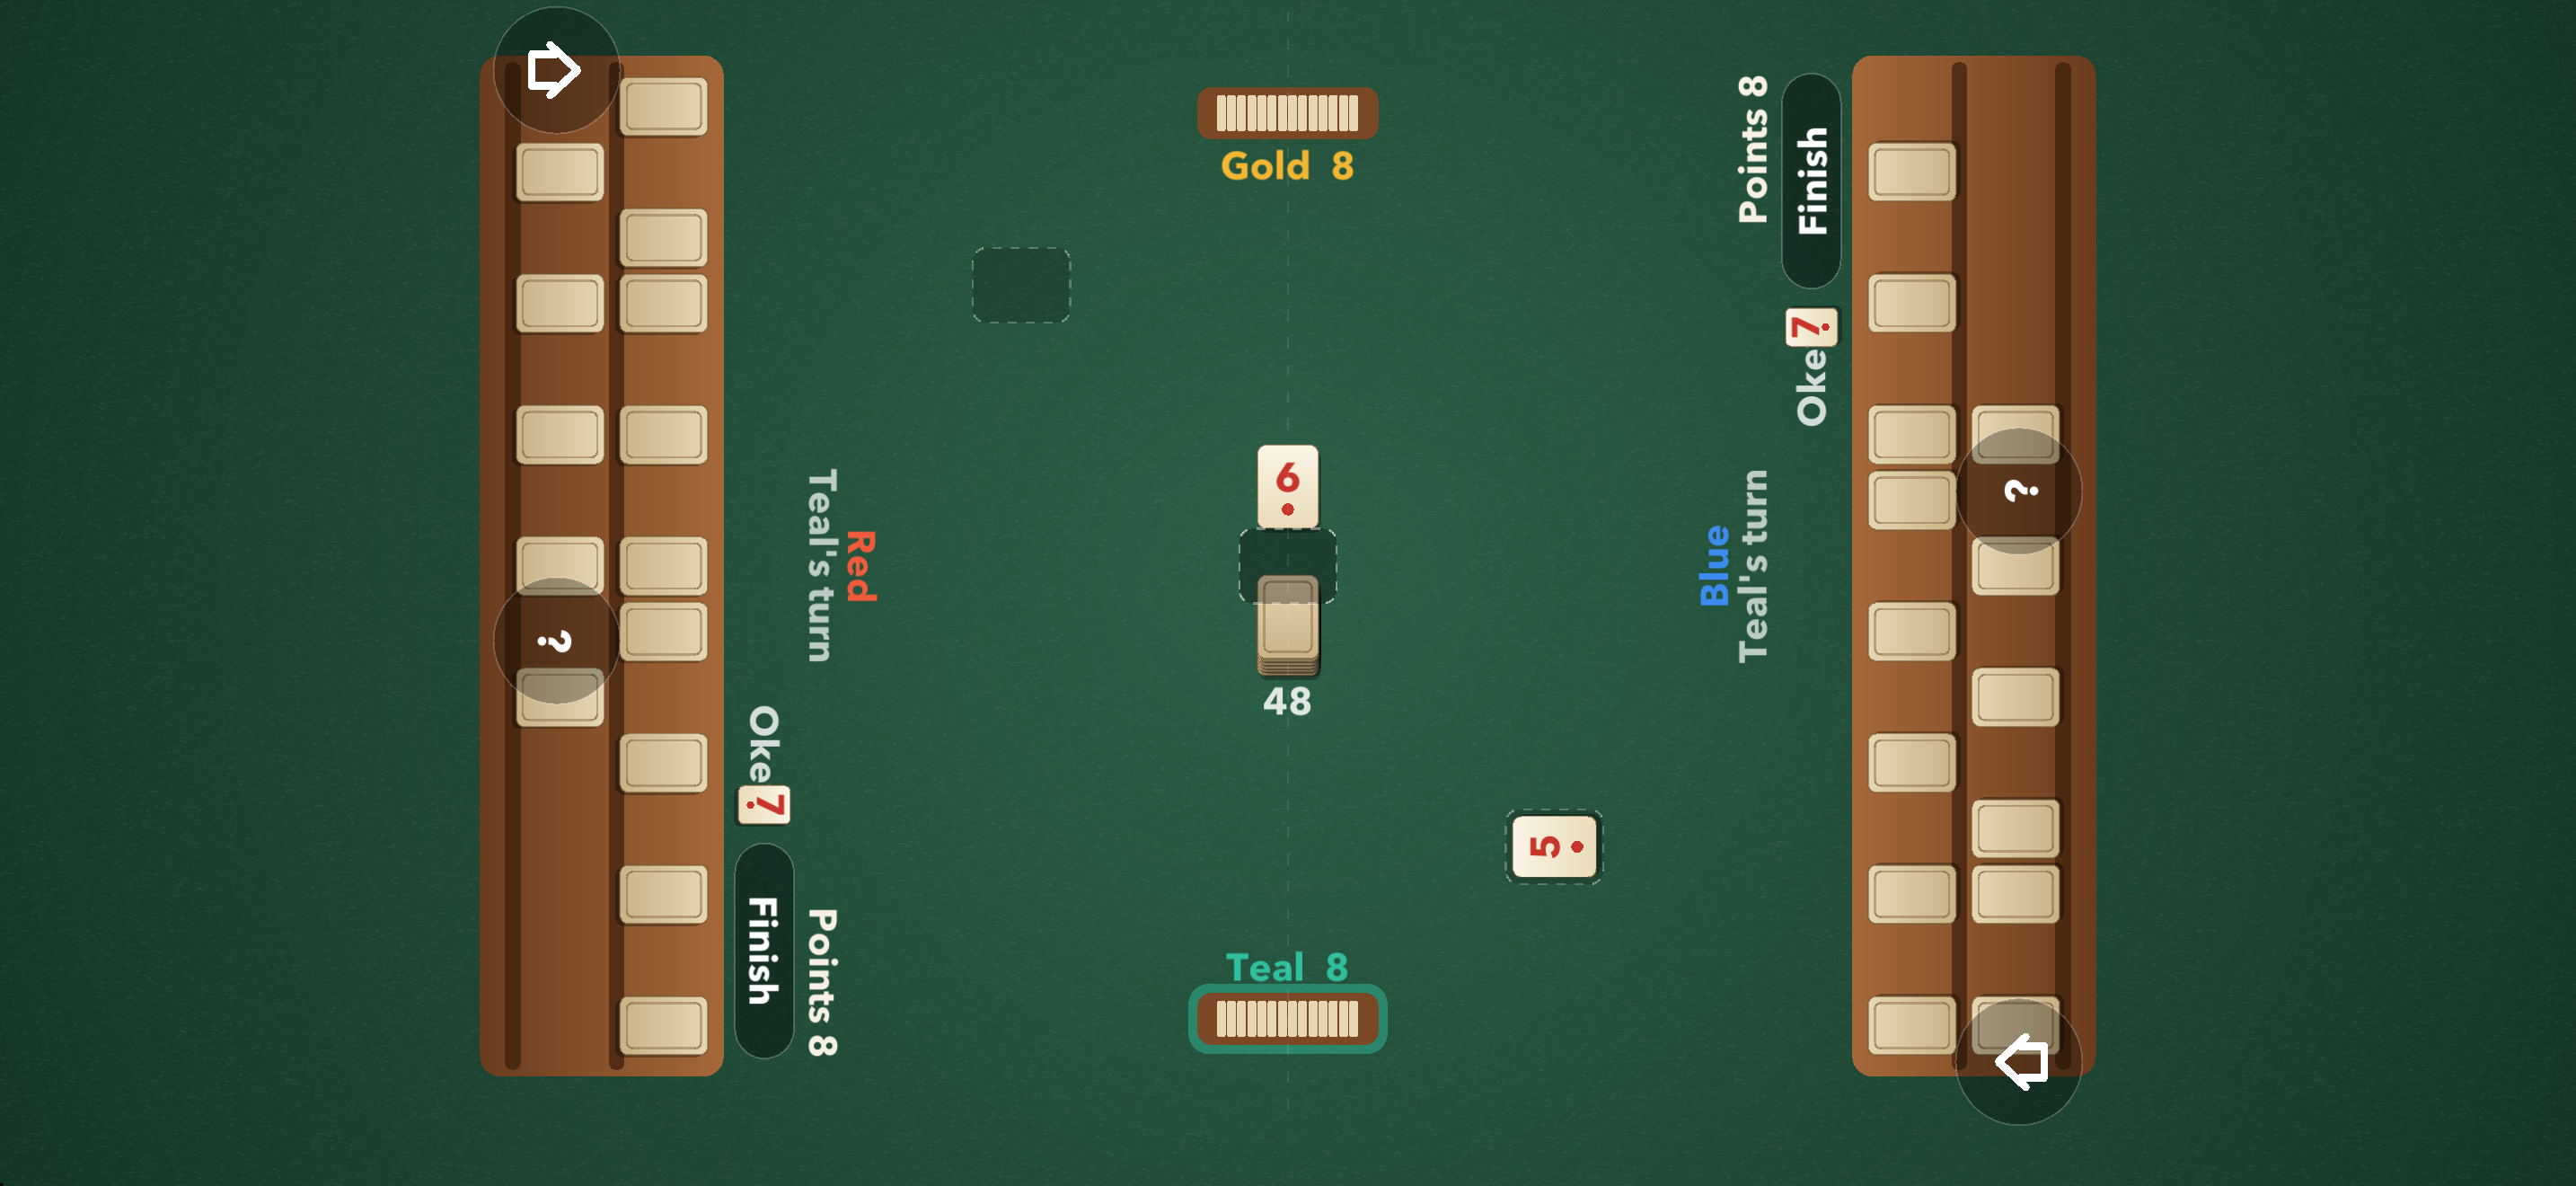 Gold 8
Points 8
Finish
7
Oke
6
?
?
Teal's turn
Red
Blue
Teal's turn
48
Oke
7
5
Finish
Points 8
Teal 8